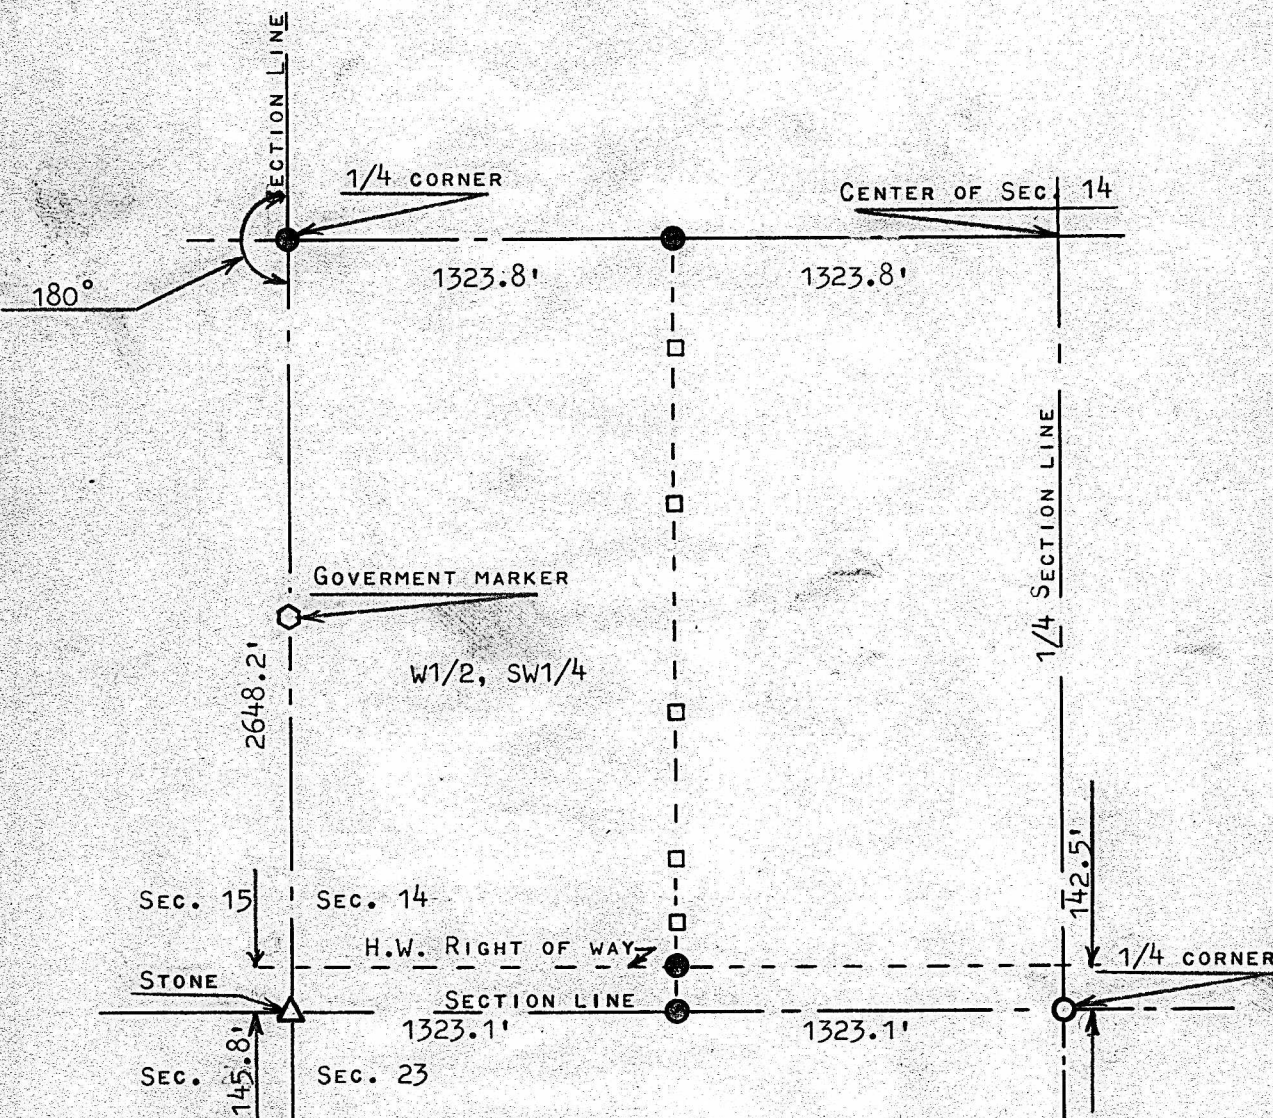 SECTION LINE
1/4 CORNER
CENTER OF SEC. 14
1323.8'
1323.8'
180°
1/4 SECTION LINE
GOVERMENT MARKER
2648.2'
W1/2, SW1/4
142.5'
SEC. 15
SEC. 14
H.W. RIGHT OF WAY
1/4 CORNER
STONE
SECTION LINE
1323.1'
1323.1'
145.8'
SEC.
SEC. 23